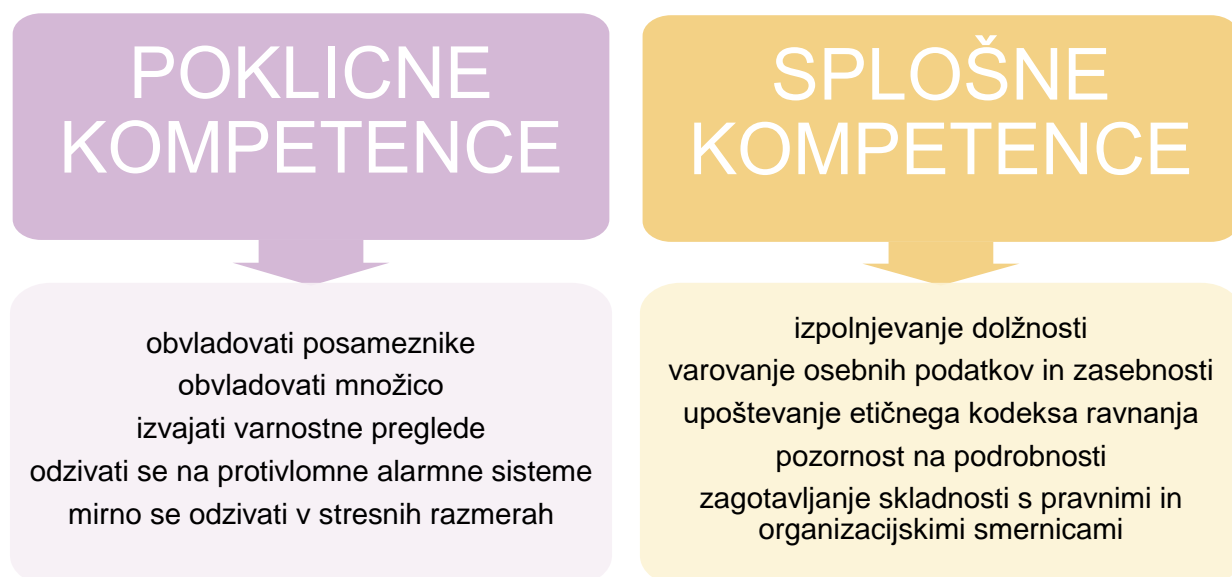 POKLICNE
KOMPETENCE
obvladovati posameznike
obvladovati množico
izvajati varnostne preglede
odzivati se na protivlomne alarmne sisteme
mirno se odzivati v stresnih razmerah
SPLOŠNE
KOMPETENCE
izpolnjevanje dolžnosti
varovanje osebnih podatkov in zasebnosti
upoštevanje etičnega kodeksa ravnanja
pozornost na podrobnosti
zagotavljanje skladnosti s pravnimi in
organizacijskimi smernicami